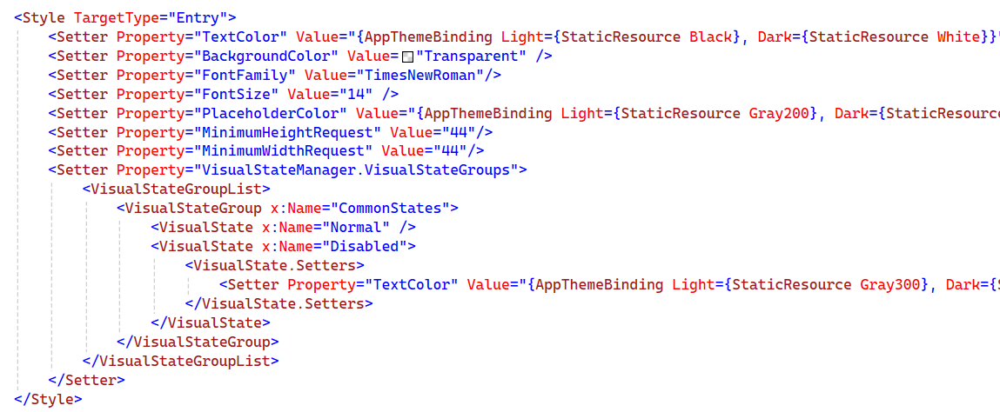 <Style TargetType="Entry">
<Setter Property="TextColor" Value="{AppThemeBinding Light={StaticResource Black}, Dark={StaticResource White}}"
<Setter Property="BackgroundColor" Value="Transparent" />
<Setter Property="FontFamily" Value="TimesNewRoman"/>
<Setter Property="FontSize" Value="14" />
<Setter Property="PlaceholderColor" Value="{AppThemeBinding Light={StaticResource Gray200}, Dark={StaticResource
<Setter Property="MinimumHeightRequest" Value="44"/>
<Setter Property="MinimumWidthRequest" Value="44"/>
<Setter Property="VisualStateManager.VisualStateGroups">
<VisualStateGroupList>
<VisualStateGroup x:Name="CommonStates">
<VisualState x:Name="Normal" />
<VisualState x:Name="Disabled">
<VisualState.Setters>
<Setter Property="TextColor" Value="{AppThemeBinding Light={StaticResource Gray300}, Dark={
</VisualState.Setters>
</VisualState>
</VisualStateGroup>
</VisualStateGroupList>
</Setter>
</Style>